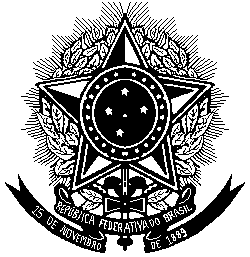 REPÚBLICA FEDERATIVA DO BRASIL
15 DE NOVEMBRO
DE 1889